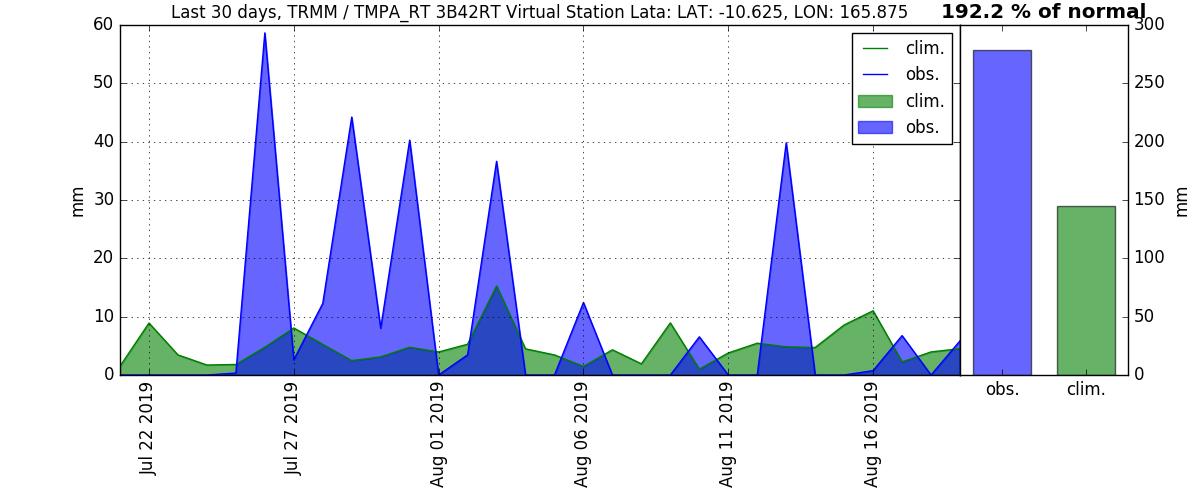 Last 30 days, TRMM / TMPA_RT 3B42RT Virtual Station Lata: LAT: -10.625, LON: 165.875
192.2 % of normal
60
50
40
30
20
10
0
mm
clim.
obs.
clim.
obs.
300
250
200
150
100
50
0
mm
Jul 22 2019
Jul 27 2019
Aug 01 2019
Aug 06 2019
Aug 11 2019
Aug 16 2019
obs.
clim.